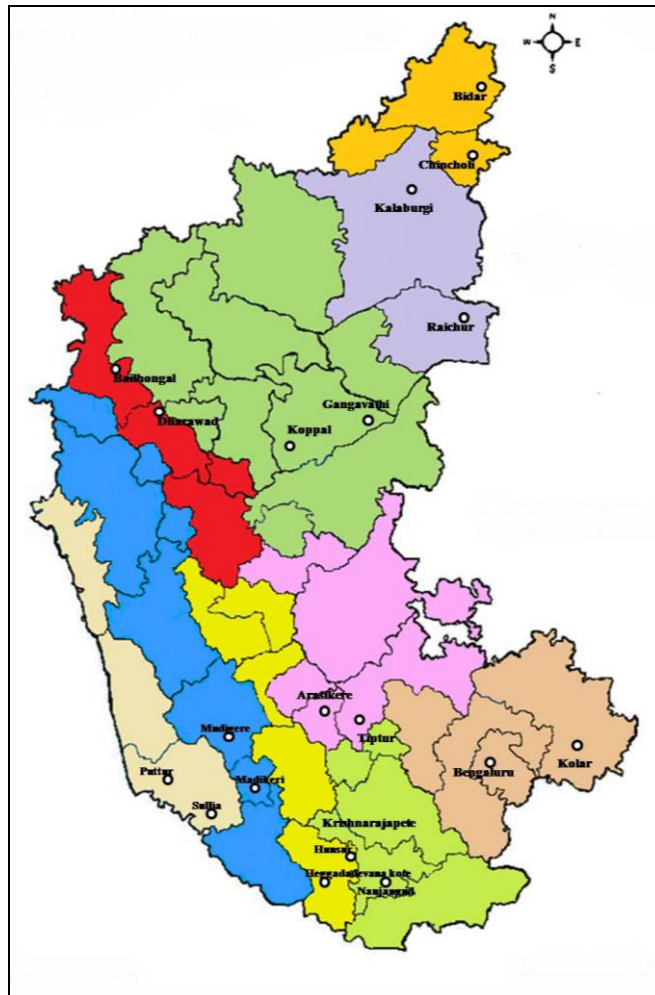 N
W E
S
Bidar
Chincholi
Kalaburgi
Raichur
Bailhongal
Gangavathi
Dharawad
Koppal
Arasikere
Tiptur
Mudigere
Kolar
Bengaluru
Puttur
Madikeri
Sullia
Krishnarajapete
Hunsur
Heggadadevana kote
Nanjangud